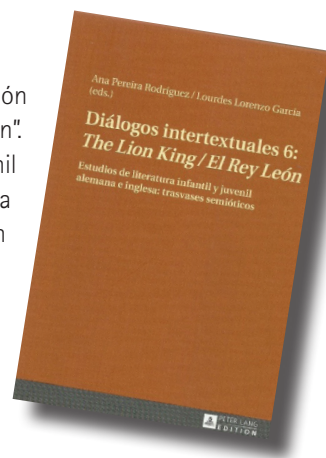 ón
n".
nil
a
n
Ana Pereira Rodríguez / Lourdes Lorenzo García
(eds.)
Diálogos intertextuales 6:
The Lion King / El Rey León
Estudios de literatura infantil y juvenil
alemana e inglesa: trasvases semióticos
PETER LANG
EDITION